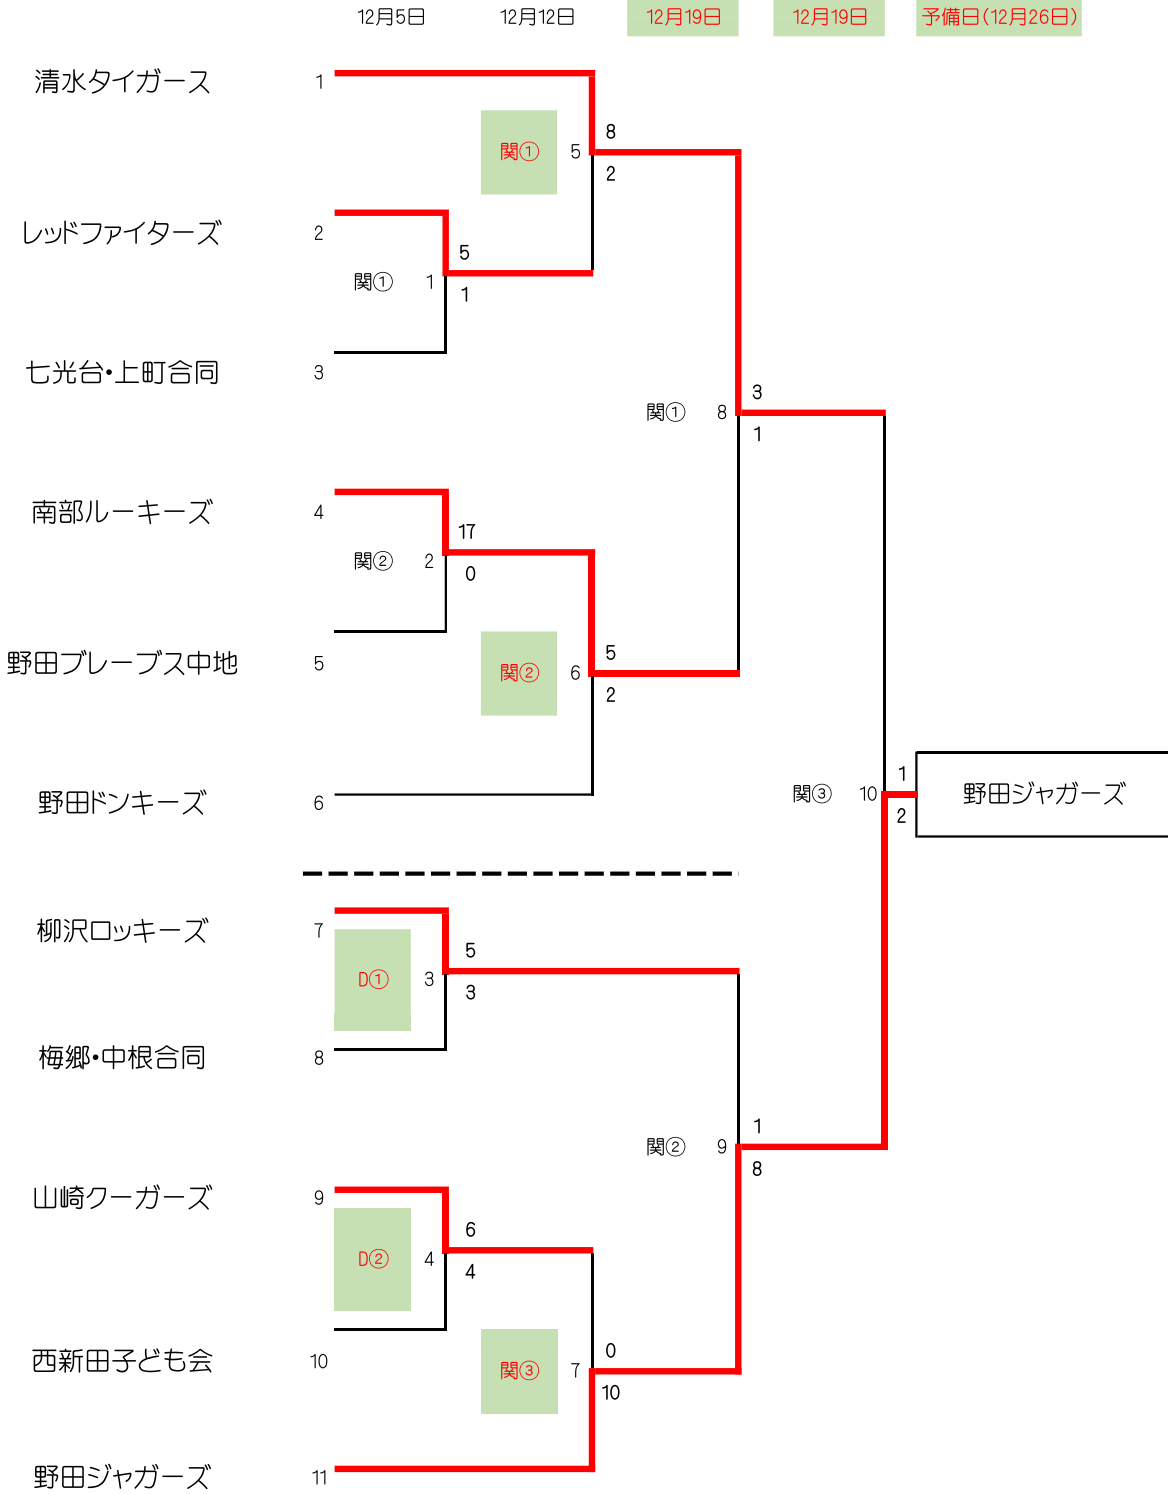 12月5日 12月12日 12月19日 12月19日 予備日(12月26日)
清水タイガース 1
8
関① 5
2
レッドファイターズ 2
5
関① 1
1
七光台・上町合同 3
3
関① 8
1
南部ルーキーズ 4
17
関② 2
0
野田ブレーブス中地 5
5
関② 6
2
1
野田ドンキーズ 6
関③ 10 野田ジャガーズ
2
柳沢ロッキーズ 7
5
D① 3
3
梅郷・中根合同 8
1
関② 9
8
山崎クーガーズ 9
6
D② 4
4
西新田子ども会 10
0
関③ 7
10
野田ジャガーズ 11